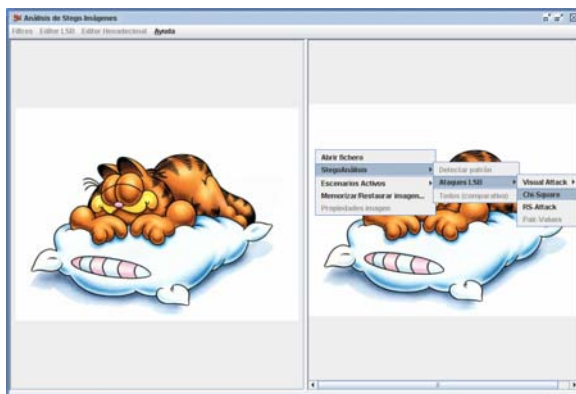 Análisis de Stego Imágenes
Filtros Editor LSB Editor Hexadecimal Ayuda
Abrir fichero
StegoAnálisis
Escenarios Activos
Memorizar/Restaurar imagen...
Propiedades imagen
Detectar patrón
Ataques LSB
Todos (comparativa)
Visual Attack
Chi-Square
RS-Attack
Pair Values